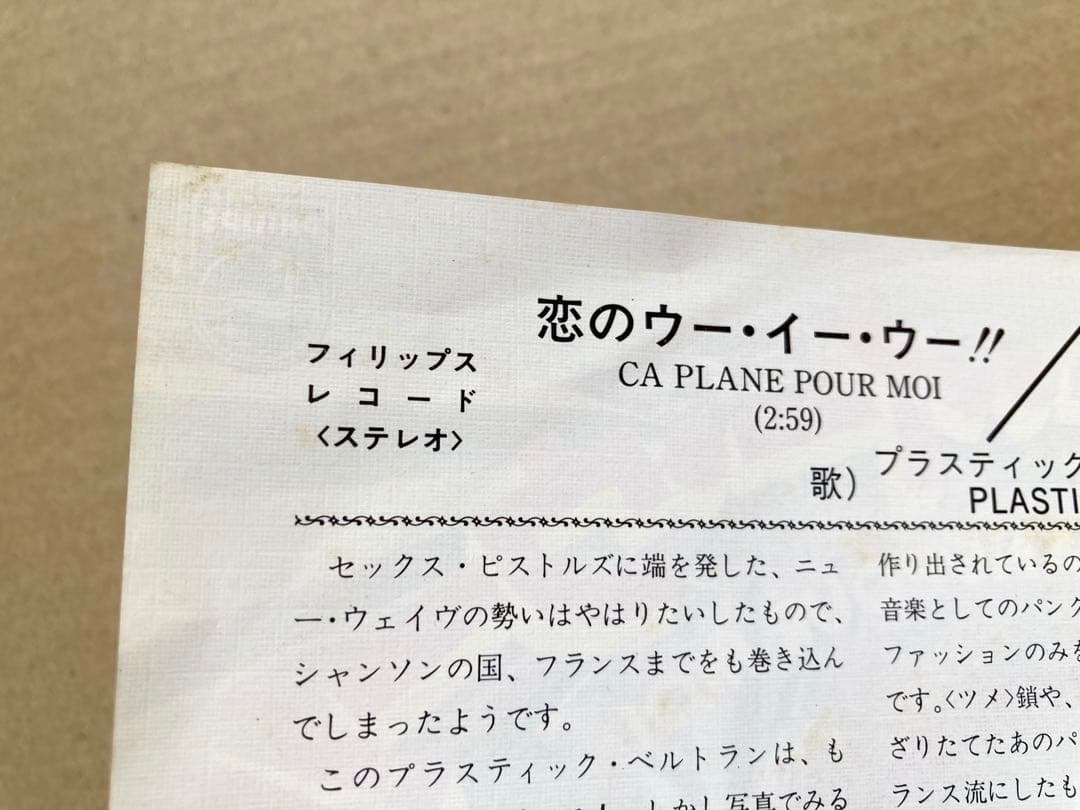 フィリップス
レコード
〈ステレオ〉
恋のウー・イー・ウー!!
CA PLANE POUR MOI
(2:59)
歌)プラスティック
PLASTI
セックス・ピストルズに端を発した、ニュ
ー・ウェイヴの勢いはやはりたいしたもので、
シャンソンの国、フランスまでをも巻き込ん
でしまったようです。
このプラスティック・ベルトランは、も
しかし写真でみる
作り出されているの
音楽としてのパンク
ファッションのみを
です。〈ツメ〉鎖や、
ざりたてたあのパ
ランス流にしたも